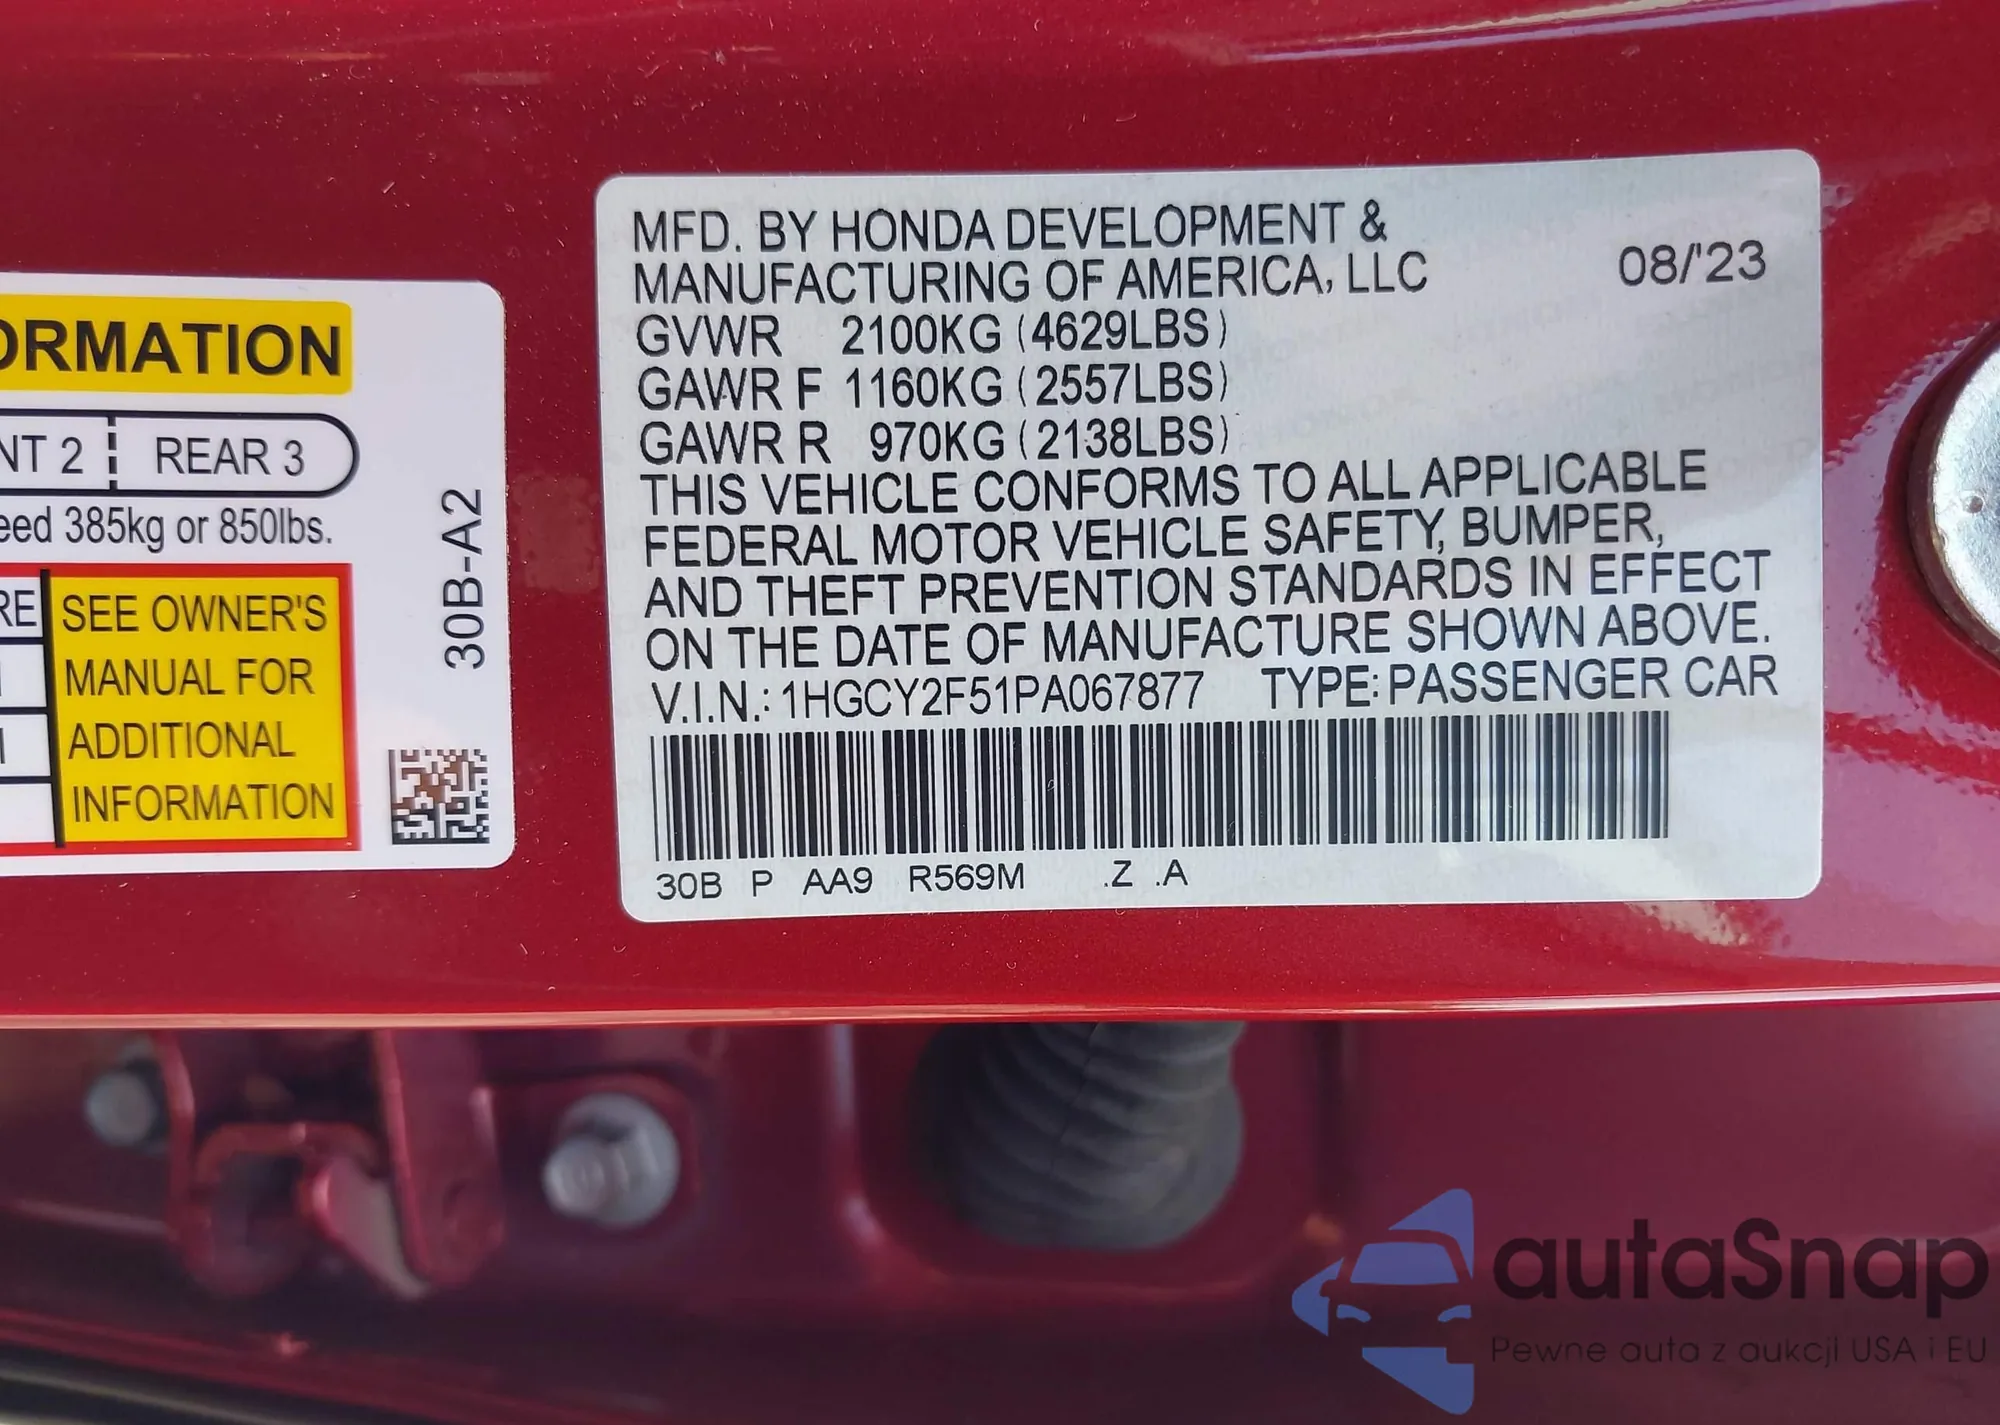 ORMATION
NT 2 REAR 3
eed 385kg or 850lbs.
RE
SEE OWNER'S
MANUAL FOR
ADDITIONAL
INFORMATION
30B-A2
MFD. BY HONDA DEVELOPMENT &
MANUFACTURING OF AMERICA, LLC
08/'23
GVWR 2100KG (4629LBS)
GAWR F 1160KG (2557LBS)
GAWR R 970KG (2138LBS)
THIS VEHICLE CONFORMS TO ALL APPLICABLE
FEDERAL MOTOR VEHICLE SAFETY, BUMPER,
AND THEFT PREVENTION STANDARDS IN EFFECT
ON THE DATE OF MANUFACTURE SHOWN ABOVE.
V.I.N.: 1HGCY2F51PA067877 TYPE: PASSENGER CAR
30B P AA9 R569M .Z .A
autaSnap
Pewne auta z aukcji USA i EU